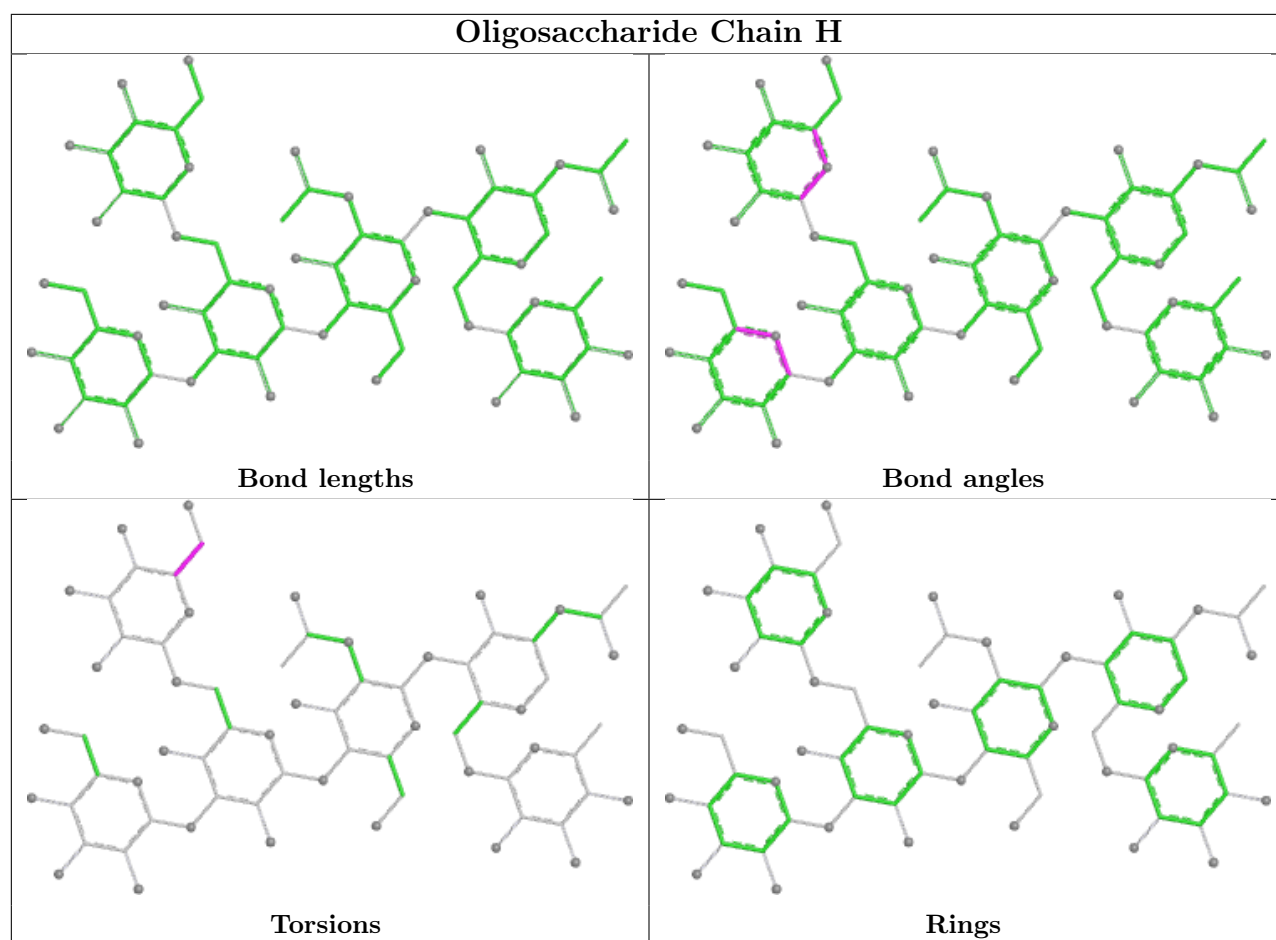 Oligosaccharide Chain H
Bond lengths
Bond angles
Torsions
Rings